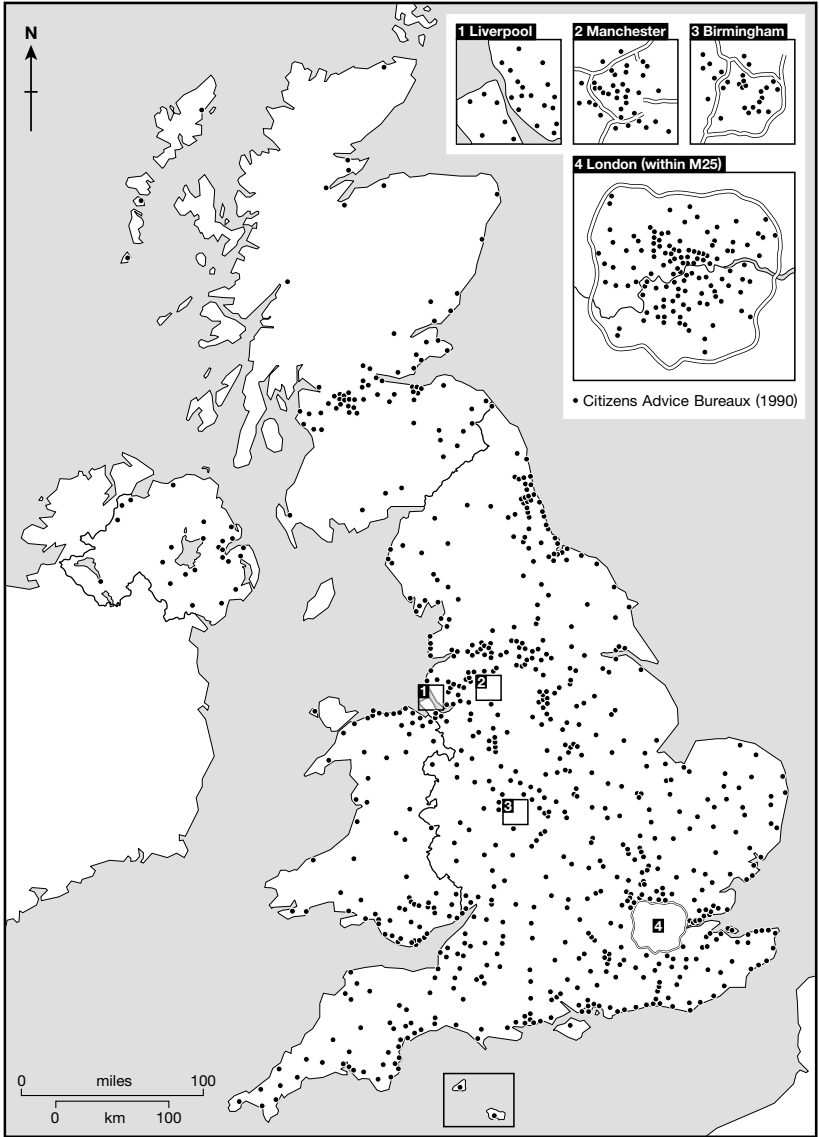 N
1 Liverpool
2 Manchester
3 Birmingham
4 London (within M25)
• Citizens Advice Bureaux (1990)
1
2
3
4
0 miles 100
0 km 100